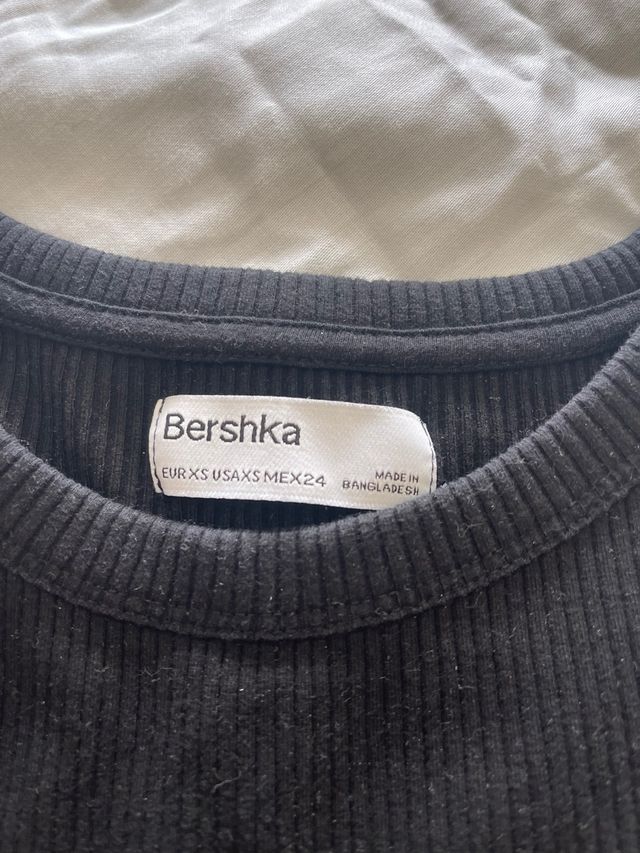 Bershka
EUR XS USA XS MEX 24
MADE IN
BANGLADESH